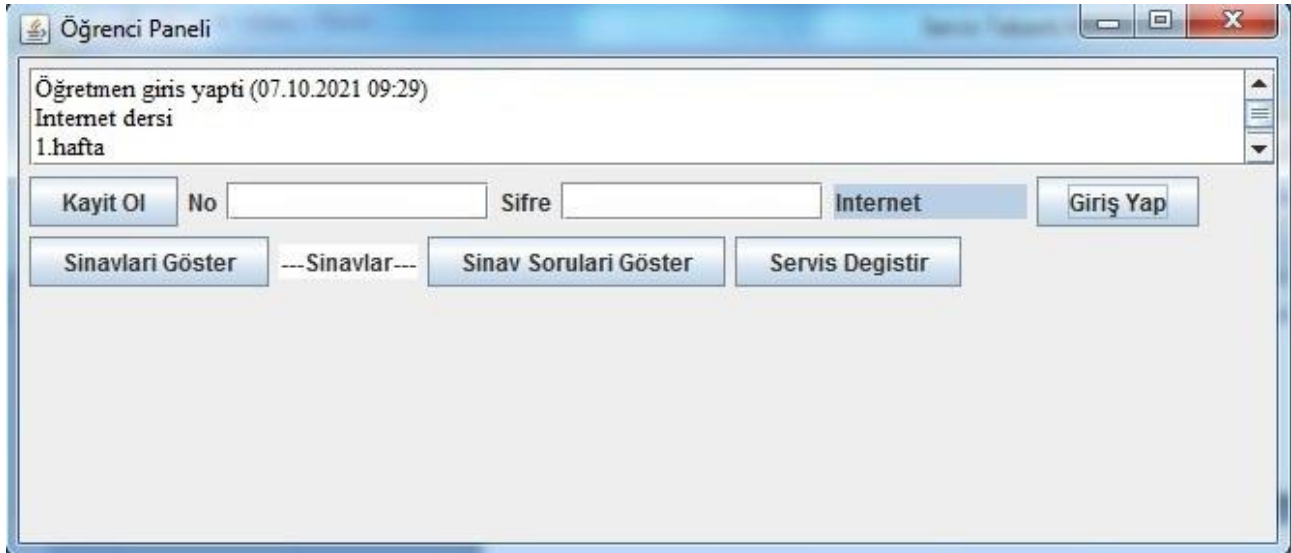 Öğrenci Paneli
Öğretmen giris yapti (07.10.2021 09:29)
Internet dersi
1.hafta
Kayit Ol No Sifre Internet Giriş Yap
Sinavlari Göster ---Sinavlar--- Sinav Sorulari Göster Servis Degistir